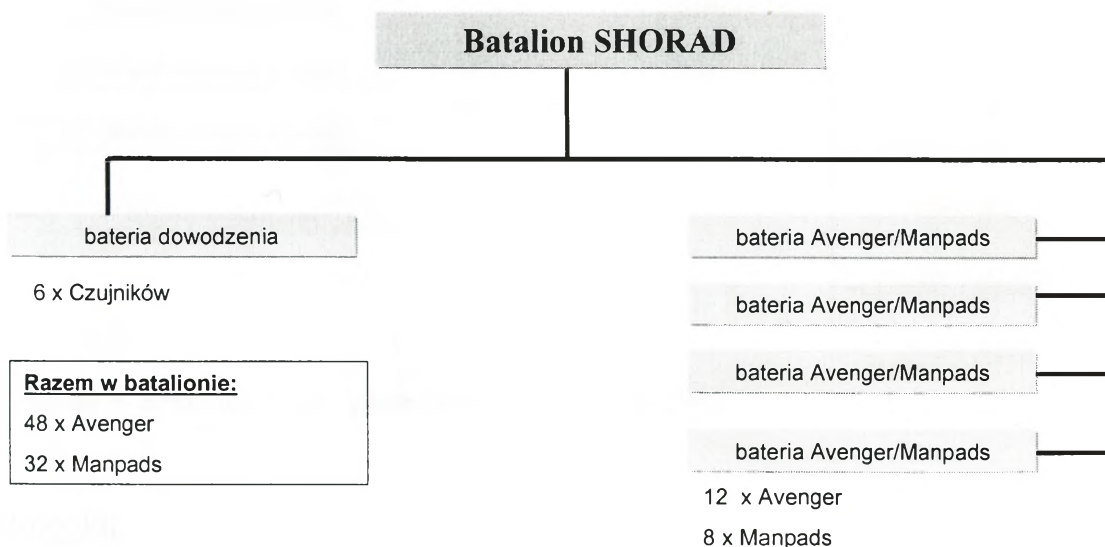 Batalion SHORAD
bateria dowodzenia
6 x Czujników
Razem w batalionie:
48 x Avenger
32 x Manpads
bateria Avenger/Manpads
bateria Avenger/Manpads
bateria Avenger/Manpads
bateria Avenger/Manpads
12 x Avenger
8 x Manpads